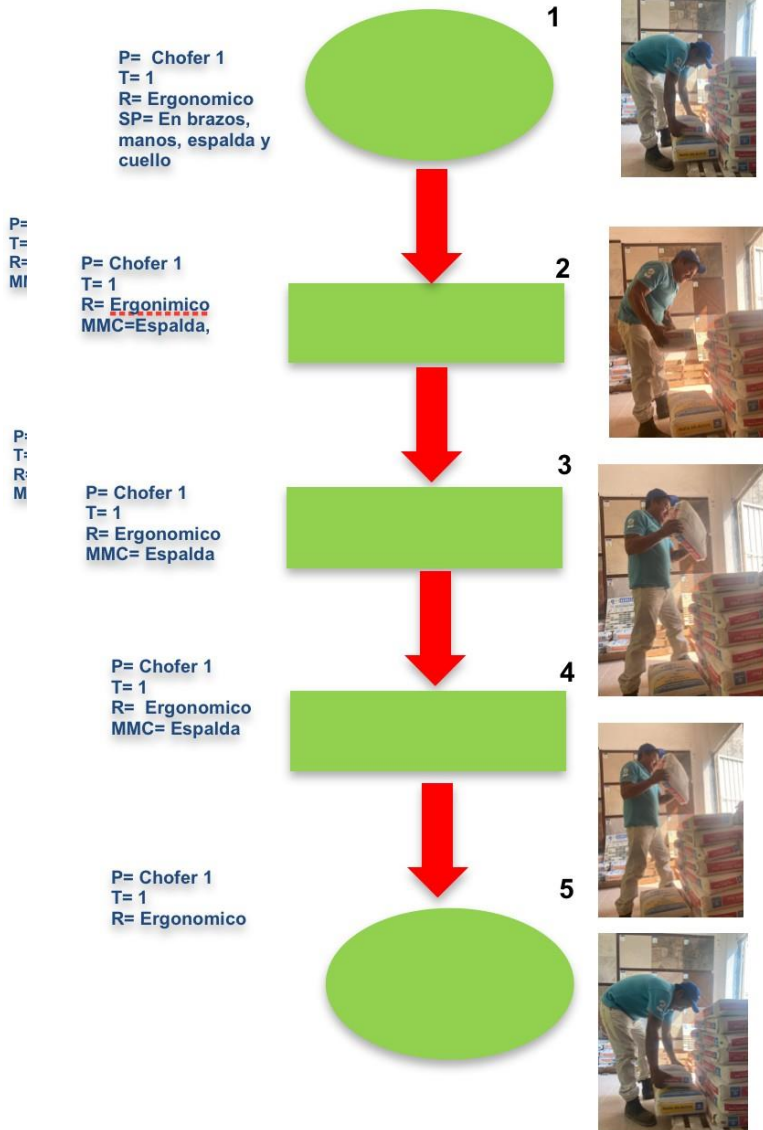 1
P= Chofer 1
T= 1
R= Ergonomico
SP= En brazos,
manos, espalda y
cuello
P=
T=
R=
2
P= Chofer 1
T= 1
R= Ergonimico
MMC=Espalda,
P=
T=
R=
M
3
P= Chofer 1
T= 1
R= Ergonomico
MMC= Espalda
4
P= Chofer 1
T= 1
R= Ergonomico
MMC= Espalda
5
P= Chofer 1
T= 1
R= Ergonomico